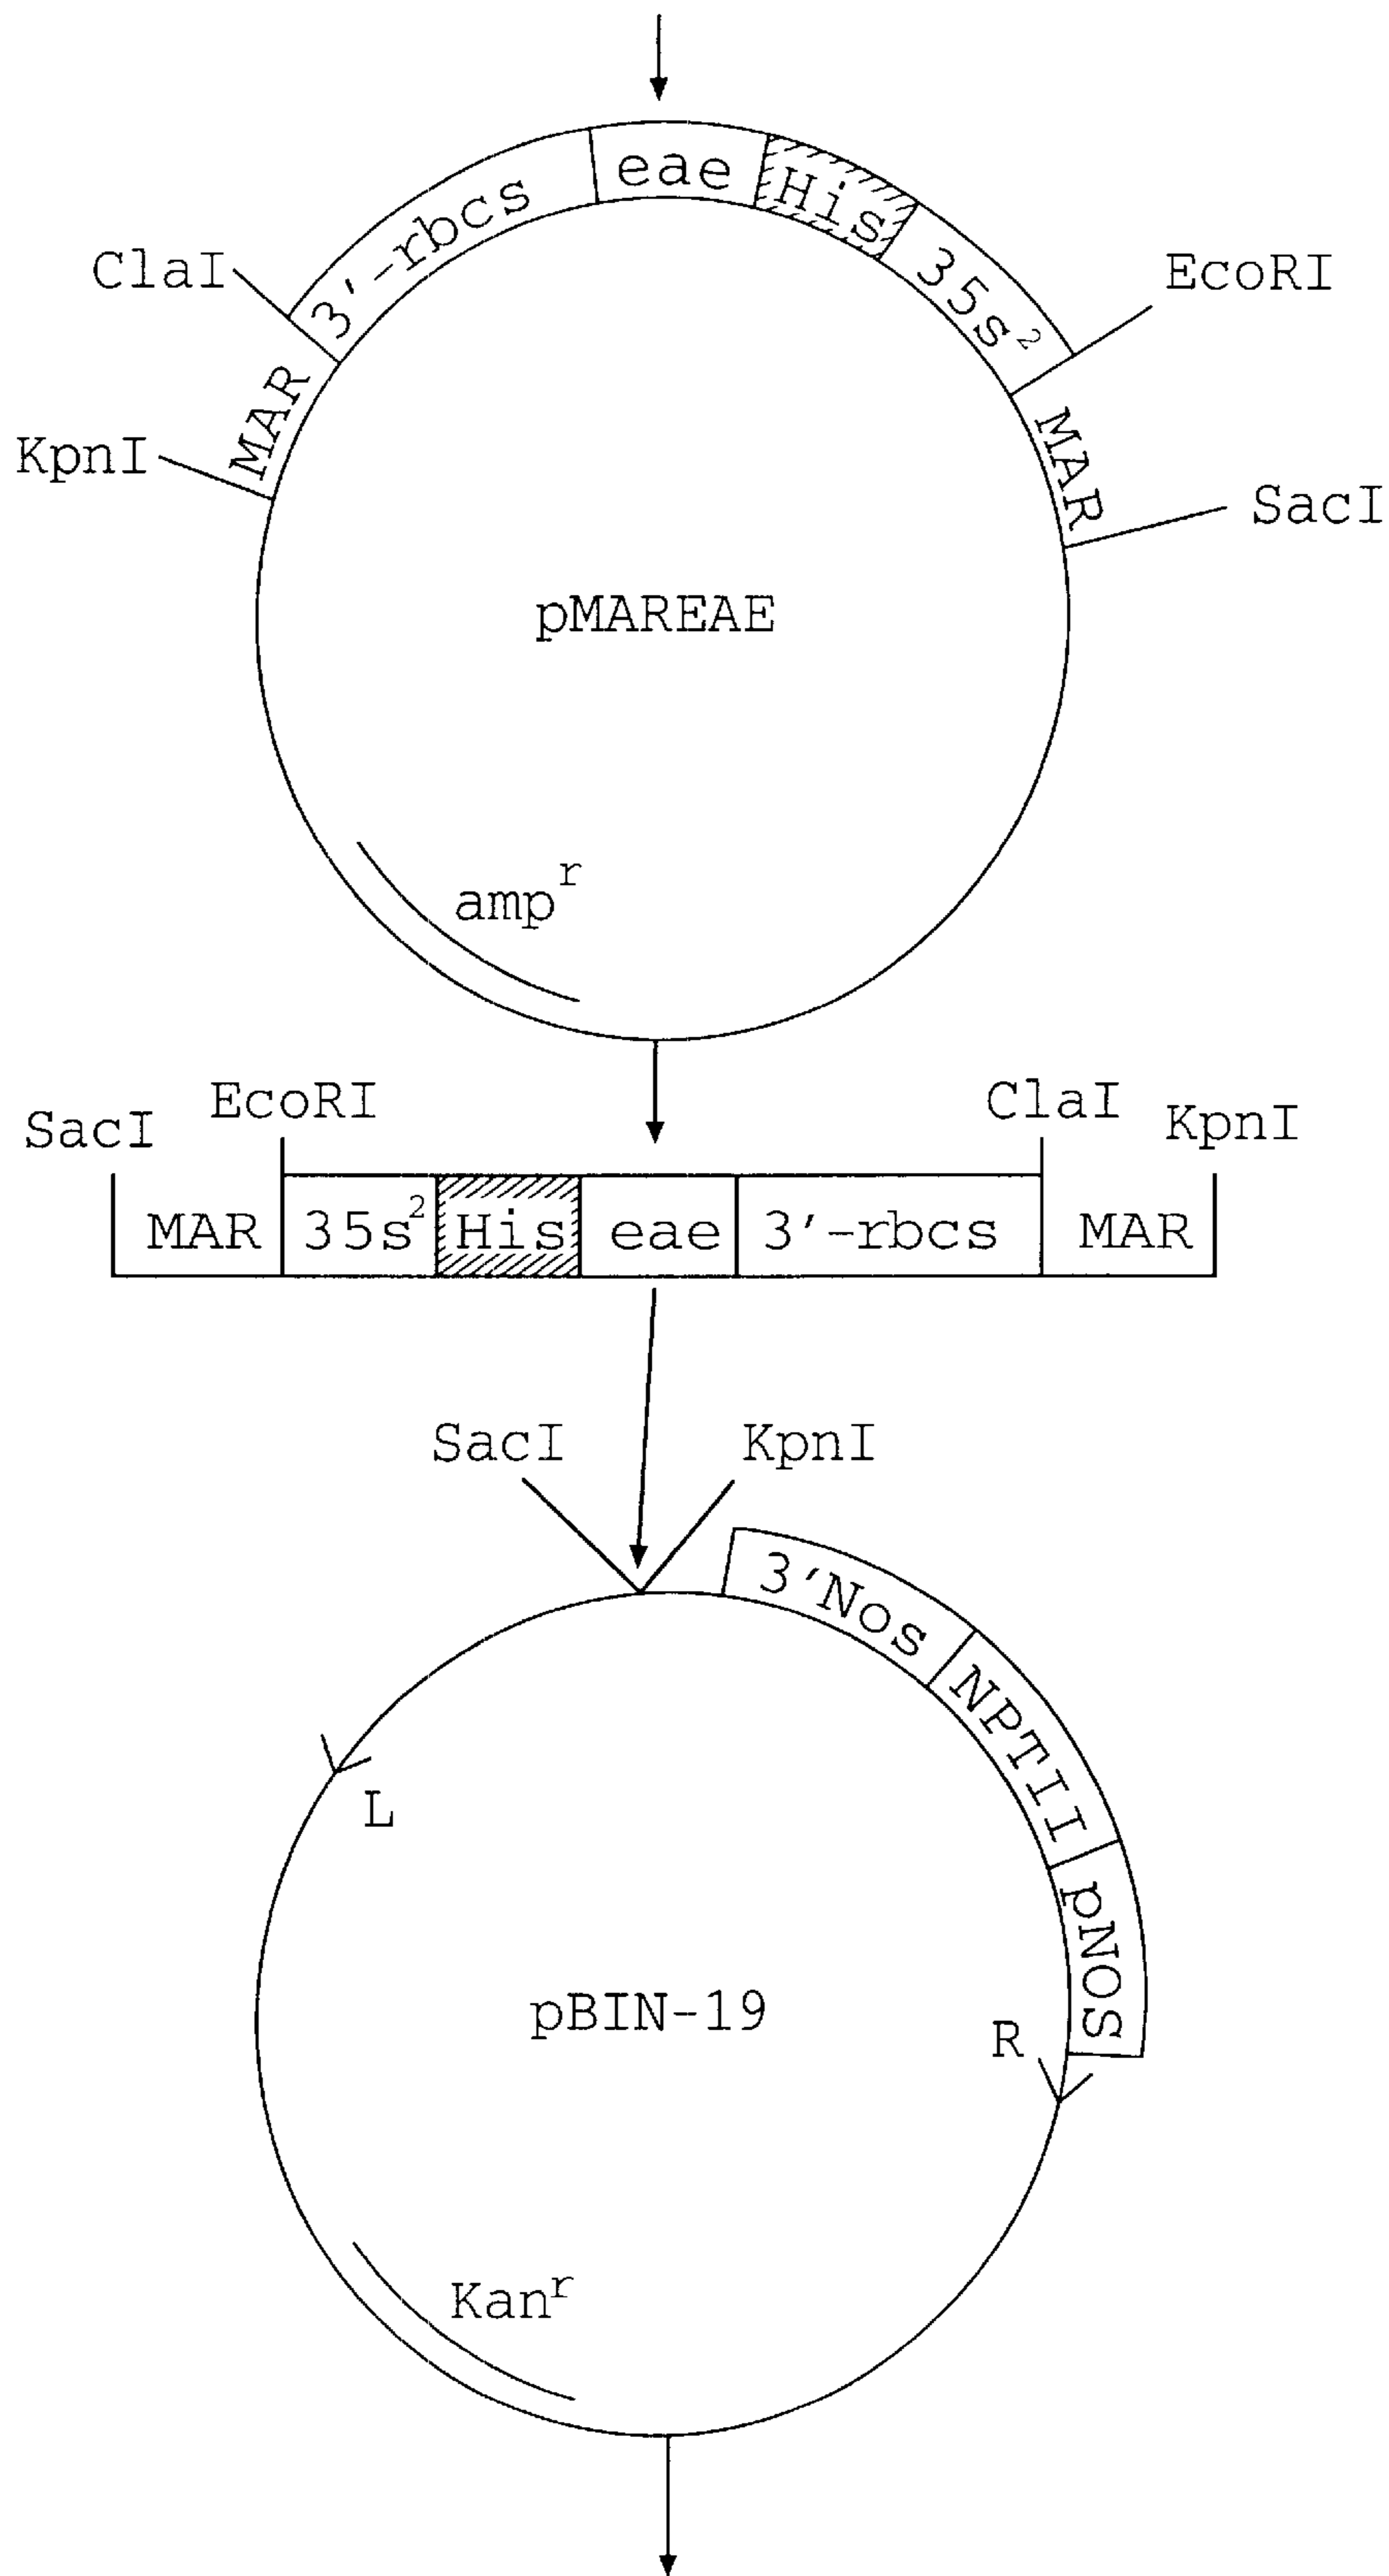 eae
His
3'-rbcs
35s²
ClaI
EcoRI
MAR
MAR
KpnI
SacI
pMAREAE
amp^r
EcoRI
ClaI
SacI
KpnI
MAR
35s²
His
eae
3'-rbcs
MAR
SacI
KpnI
3'Nos
NPTII
pNOS
L
pBIN-19
R
Kan^r